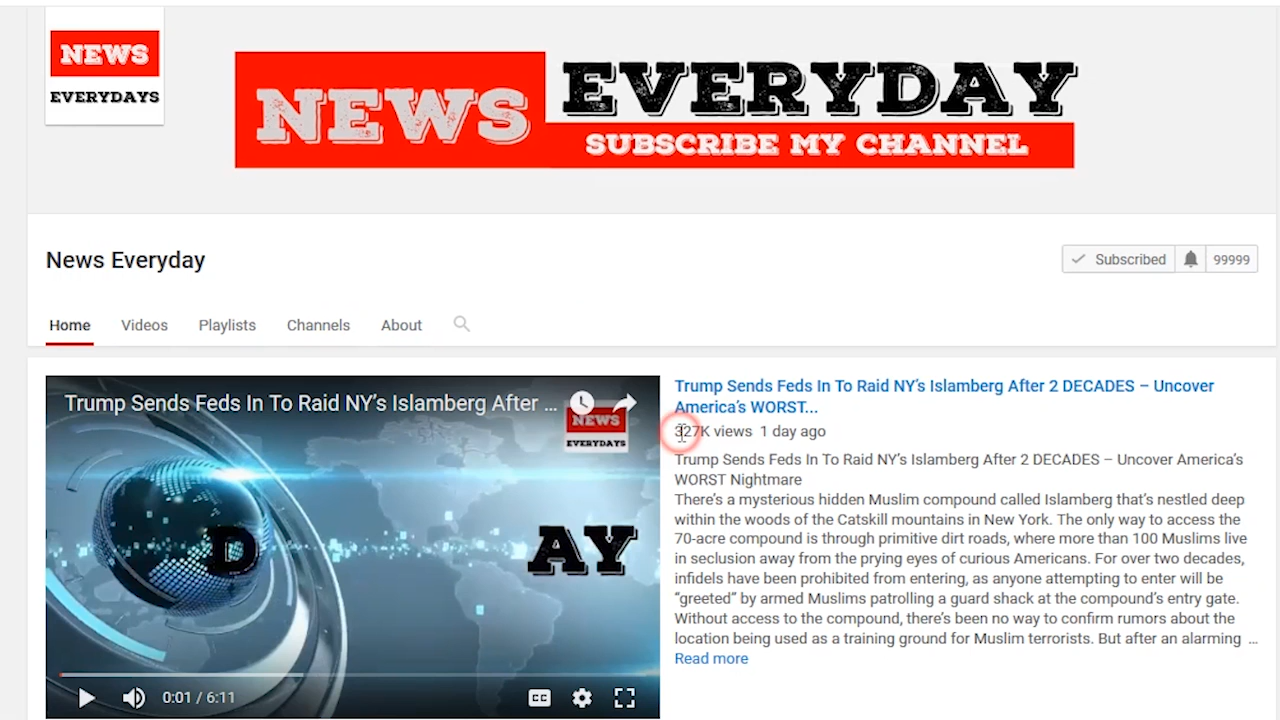 NEWS
EVERYDAYS
NEWS
EVERYDAY
SUBSCRIBE MY CHANNEL
News Everyday
Subscribed
99999
Home
Videos
Playlists
Channels
About
Trump Sends Feds In To Raid NY’s Islamberg After ...
NEWS
EVERYDAYS
D
AY
0:01 / 6:11
CC
Trump Sends Feds In To Raid NY’s Islamberg After 2 DECADES – Uncover
America’s WORST...
327K views 1 day ago
Trump Sends Feds In To Raid NY’s Islamberg After 2 DECADES – Uncover America’s
WORST Nightmare
There’s a mysterious hidden Muslim compound called Islamberg that’s nestled deep
within the woods of the Catskill mountains in New York. The only way to access the
70-acre compound is through primitive dirt roads, where more than 100 Muslims live
in seclusion away from the prying eyes of curious Americans. For over two decades,
infidels have been prohibited from entering, as anyone attempting to enter will be
“greeted” by armed Muslims patrolling a guard shack at the compound’s entry gate.
Without access to the compound, there’s been no way to confirm rumors about the
location being used as a training ground for Muslim terrorists. But after an alarming ...
Read more